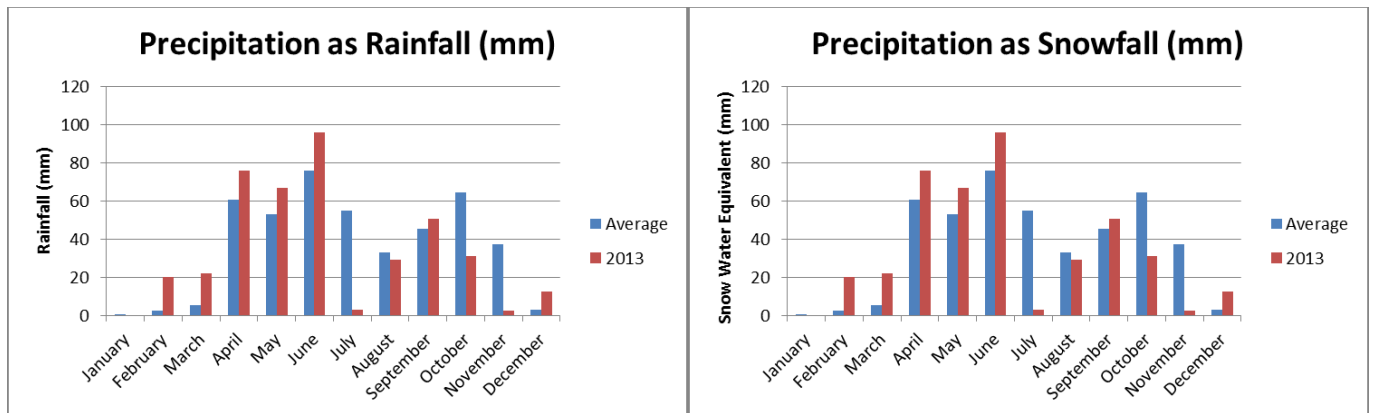 Precipitation as Rainfall (mm)
120
100
80
60
40
20
0
Rainfall (mm)
January
February
March
April
May
June
July
August
September
October
November
December
Average
2013
Precipitation as Snowfall (mm)
120
100
80
60
40
20
0
Snow Water Equivalent (mm)
January
February
March
April
May
June
July
August
September
October
November
December
Average
2013